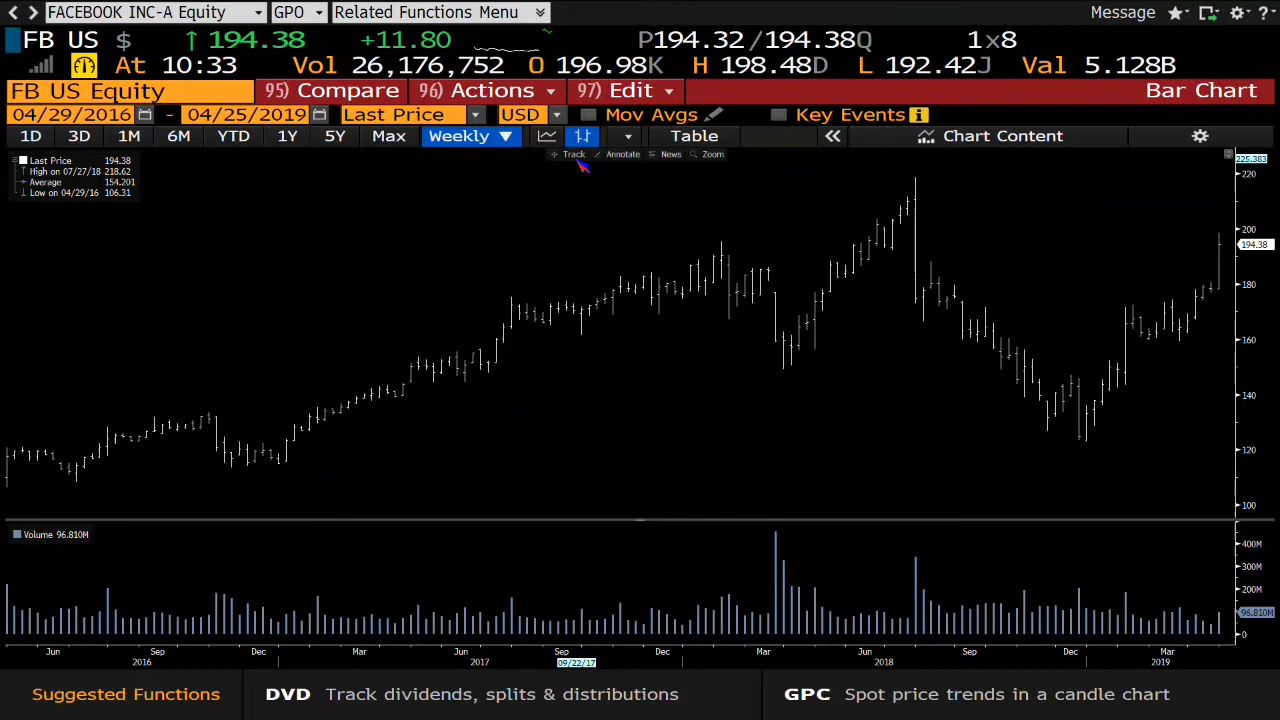 FACEBOOK INC-A Equity GPO Related Functions Menu Message ?
FB US $ ↑ 194.38 +11.80 P194.32 /194.38Q 1x8
At 10:33 Vol 26,176,752 O 196.98K H 198.48D L 192.42J Val 5.128B
FB US Equity 95) Compare 96) Actions 97) Edit Bar Chart
04/29/2016 - 04/25/2019 Last Price USD Mov Avgs Key Events i
1D 3D 1M 6M YTD 1Y 5Y Max Weekly ▼ Table « Chart Content
Track Annotate News Zoom
Last Price 194.38
High on 07/27/18 218.62
Average 154.201
Low on 04/29/16 106.31
225.383
220
200
194.38
180
160
140
120
100
Volume 96.810M
400M
300M
200M
96.810M
0
Jun Sep Dec Mar Jun Sep Dec Mar Jun Sep Dec Mar
2016 2017 09/22/17 2018 2019
Suggested Functions DVD Track dividends, splits & distributions GPC Spot price trends in a candle chart